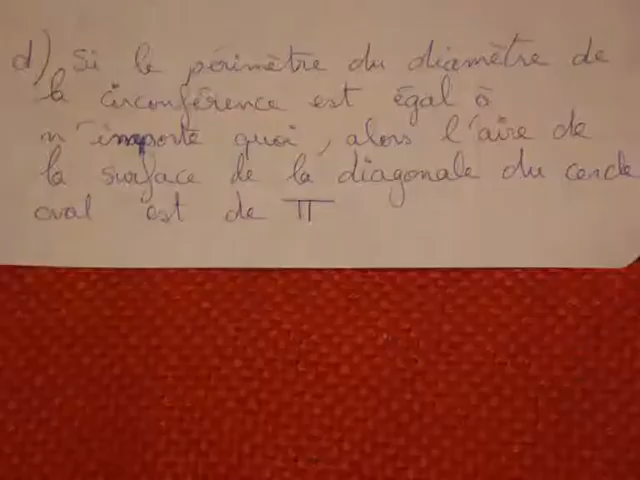 d) Si le périmètre du diamètre de
la circonférence est égal à
n'importe quoi, alors l'aire de
la surface de la diagonale du cercle
oval est de π